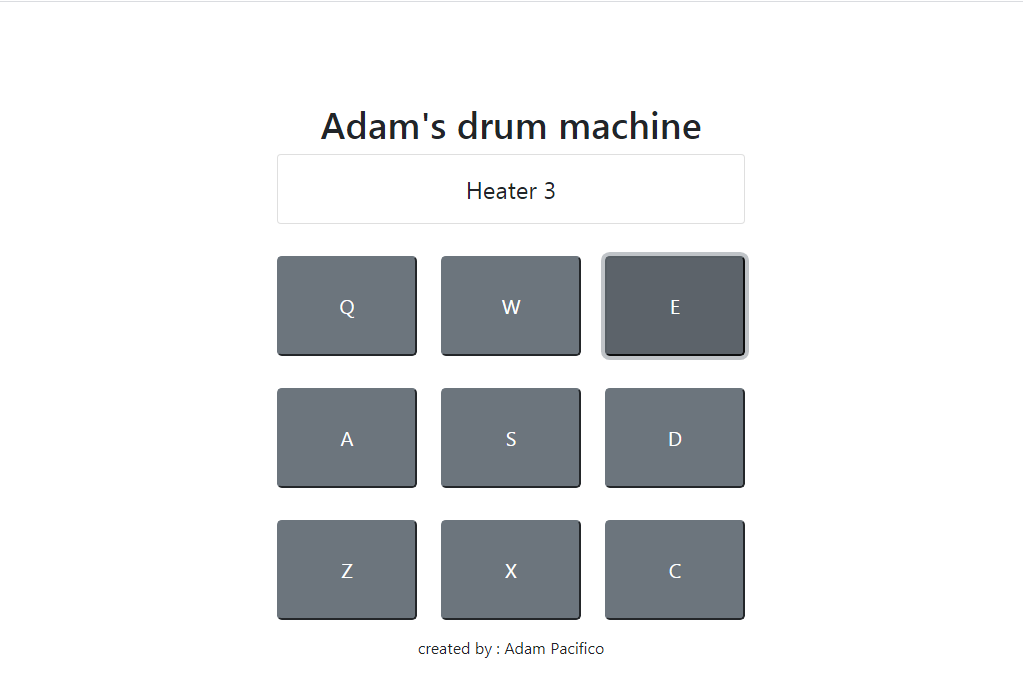 Adam's drum machine
Heater 3
Q W E
A S D
Z X C
created by : Adam Pacifico